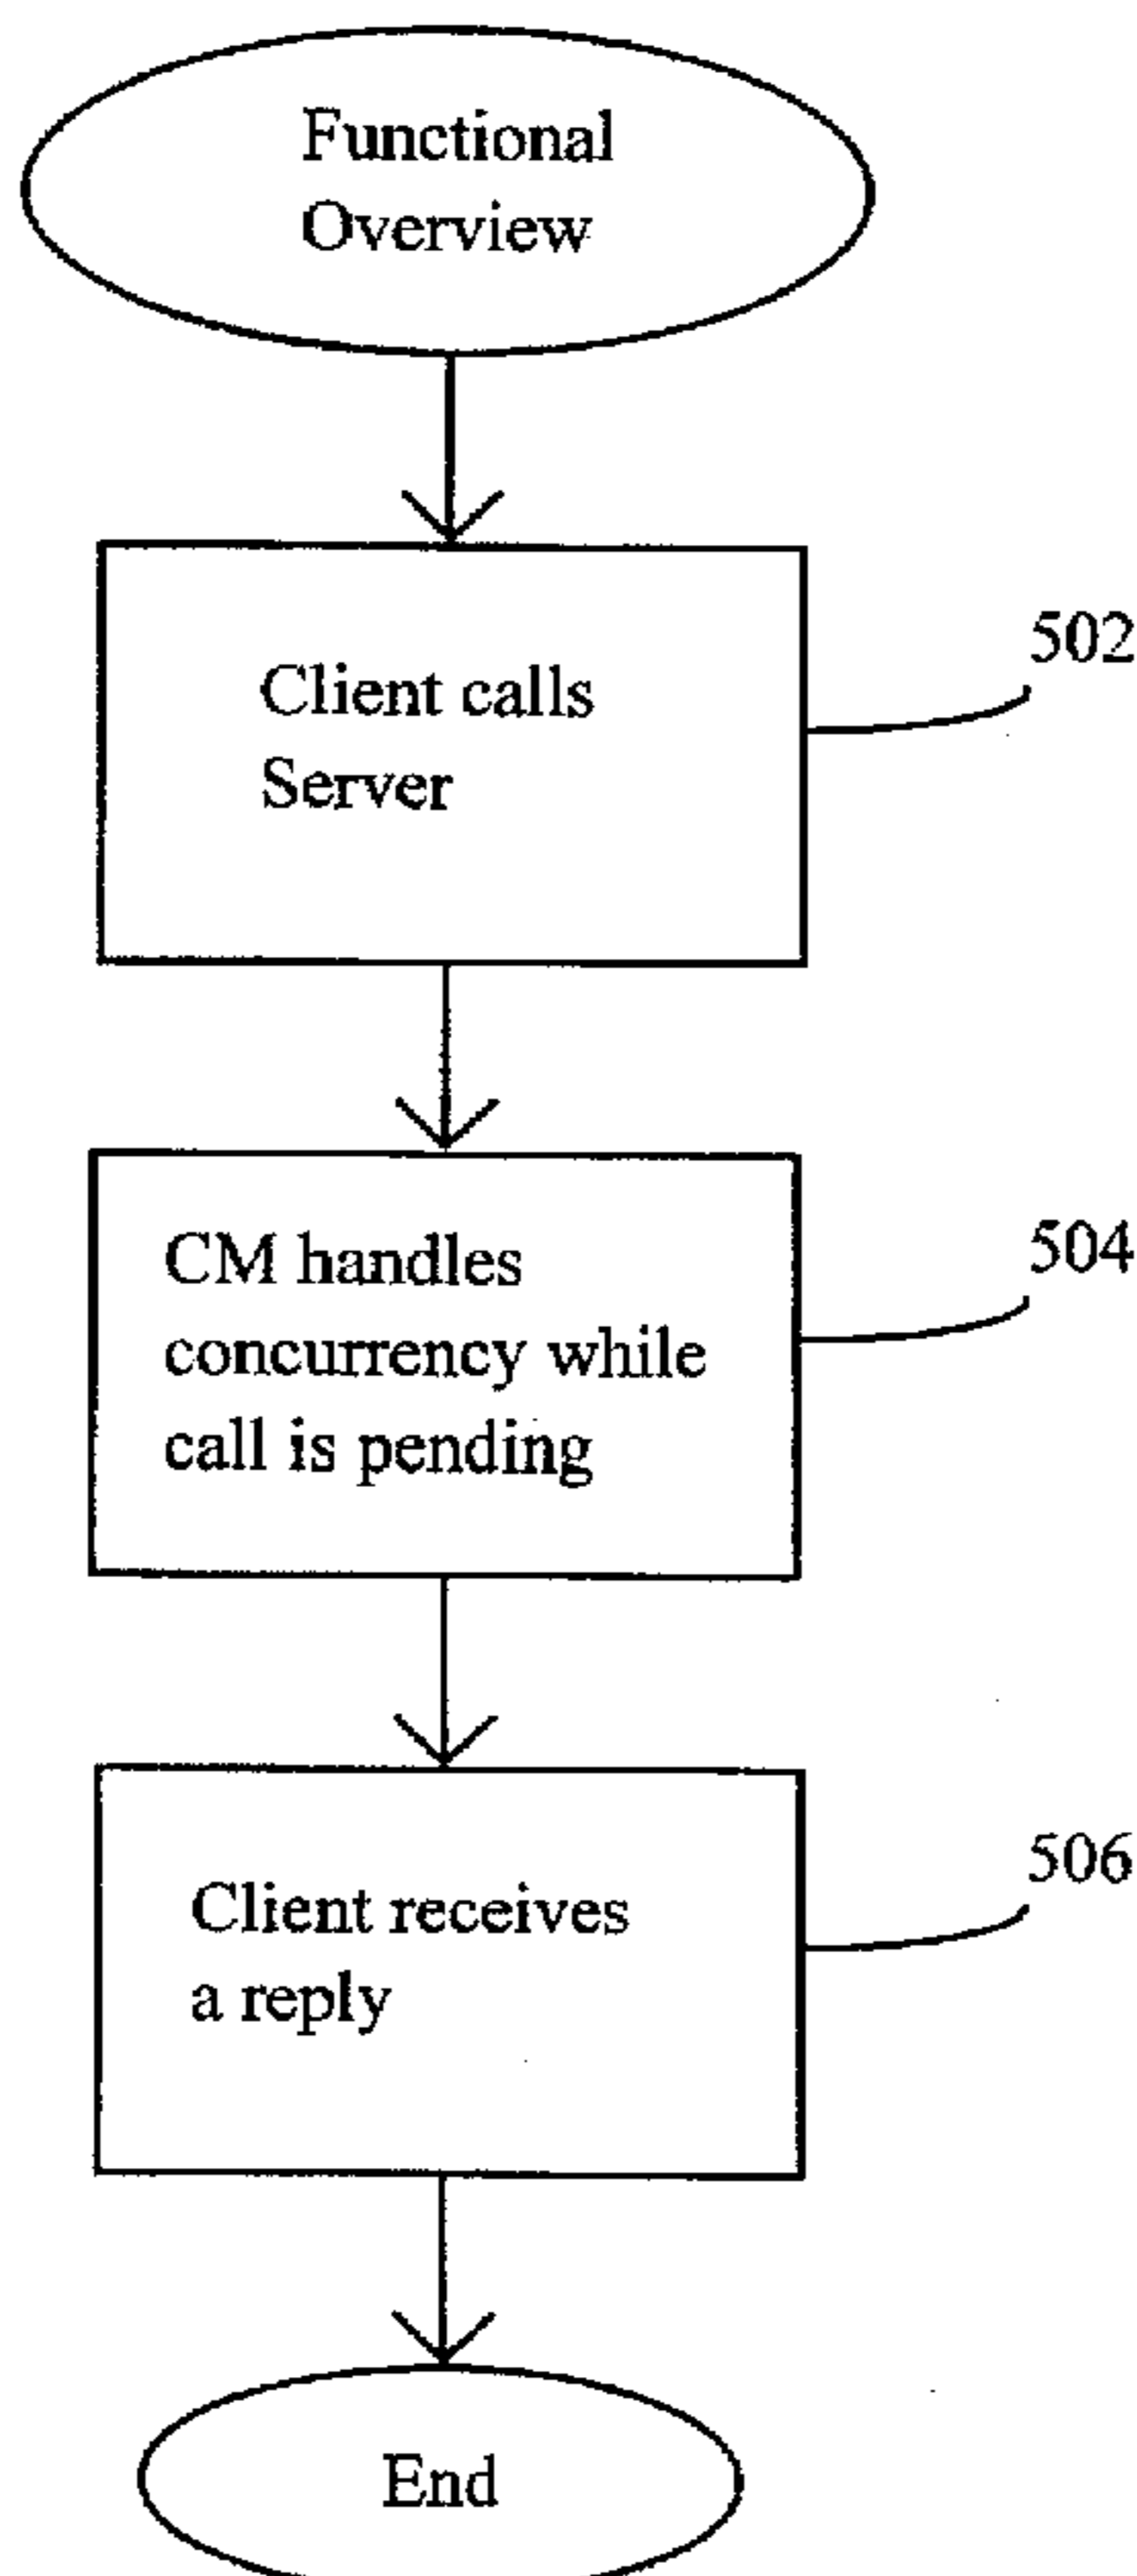 Functional
Overview
Client calls
Server
502
CM handles
concurrency while
call is pending
504
Client receives
a reply
506
End